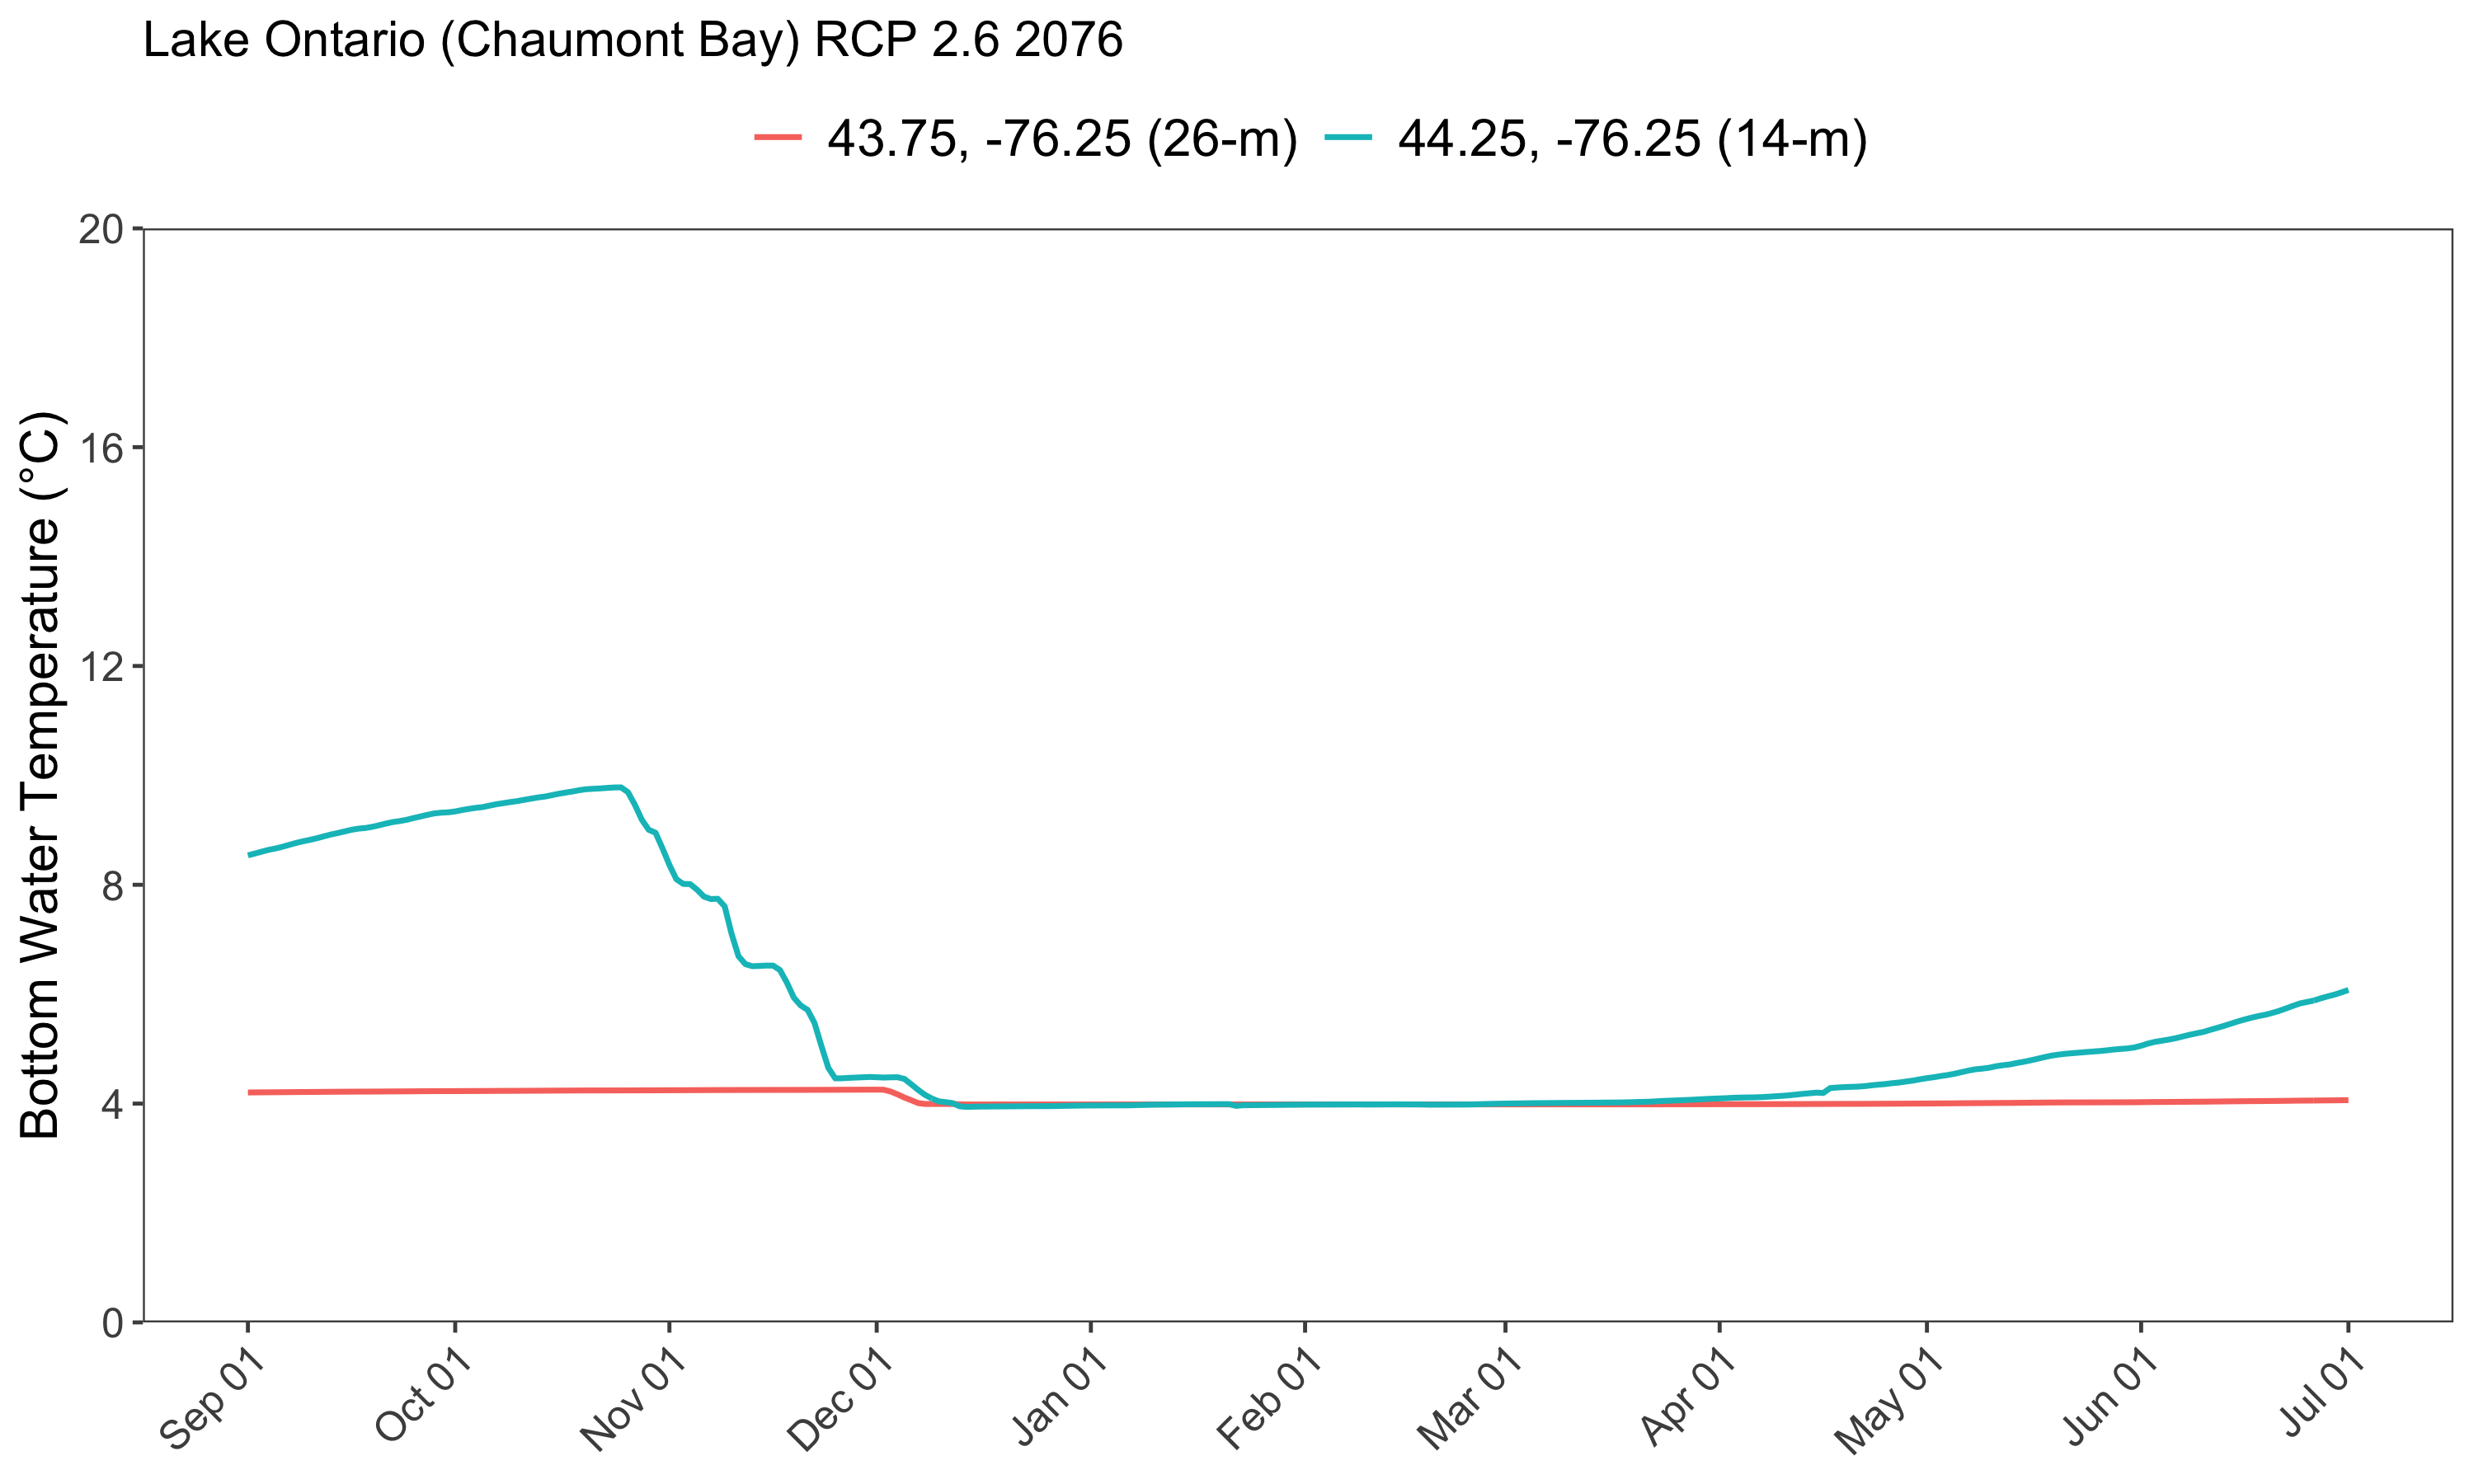 Lake Ontario (Chaumont Bay) RCP 2.6 2076
43.75, -76.25 (26-m) 44.25, -76.25 (14-m)
Bottom Water Temperature (°C)
20
16
12
8
4
0
Sep 01 Oct 01 Nov 01 Dec 01 Jan 01 Feb 01 Mar 01 Apr 01 May 01 Jun 01 Jul 01